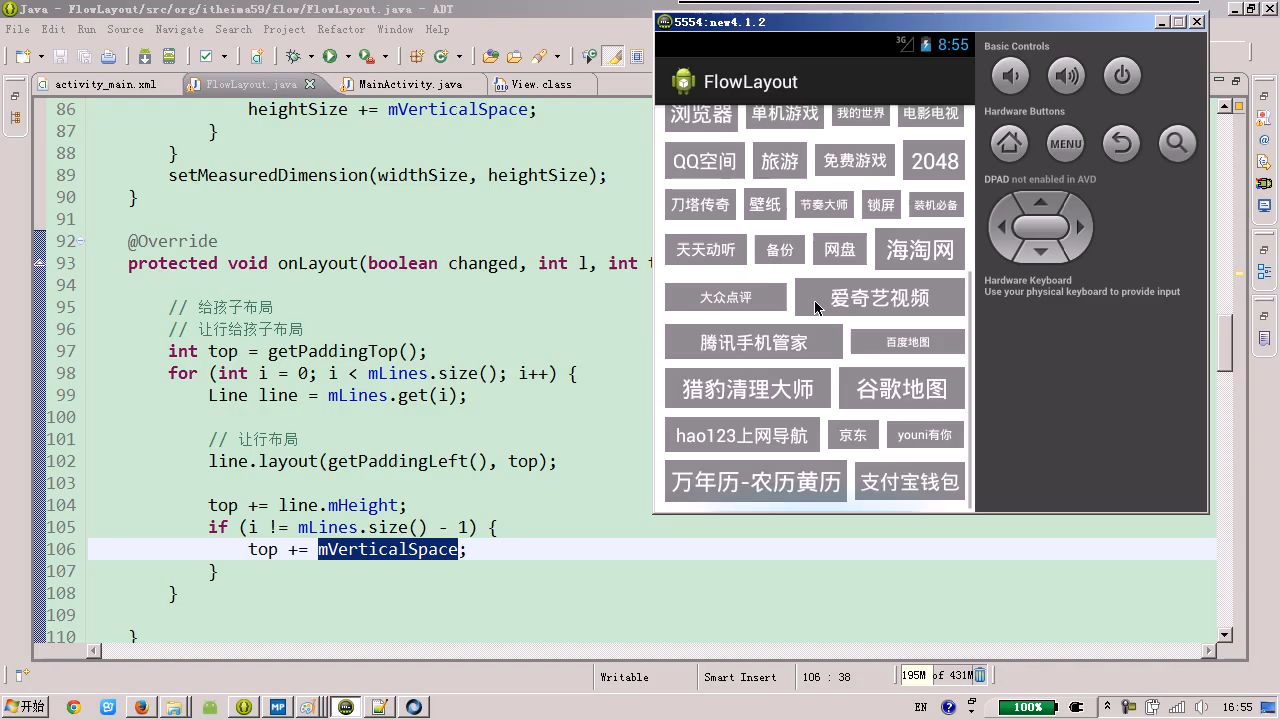 Java - FlowLayout/src/org/itheima59/flow/FlowLayout.java - ADT
File Edit Run Source Navigate Search Project Refactor Window Help
activity_main.xml
FlowLayout.java
MainActivity.java
View.class
86 heightSize += mVerticalSpace;
87 }
88 }
89 setMeasuredDimension(widthSize, heightSize);
90 }
91
92 @Override
93 protected void onLayout(boolean changed, int l, int t
94
95 // 给孩子布局
96 // 让行给孩子布局
97 int top = getPaddingTop();
98 for (int i = 0; i < mLines.size(); i++) {
99 Line line = mLines.get(i);
100
101 // 让行布局
102 line.layout(getPaddingLeft(), top);
103
104 top += line.mHeight;
105 if (i != mLines.size() - 1) {
106 top += mVerticalSpace;
107 }
108 }
109
110 }
5554:new4.1.2
3G 8:55
FlowLayout
浏览器 单机游戏 我的世界 电影电视
QQ空间 旅游 免费游戏 2048
刀塔传奇 壁纸 节奏大师 锁屏 装机必备
天天动听 备份 网盘 海淘网
大众点评 爱奇艺视频
腾讯手机管家 百度地图
猎豹清理大师 谷歌地图
hao123上网导航 京东 youni有你
万年历-农历黄历 支付宝钱包
Basic Controls
Hardware Buttons
MENU
DPAD not enabled in AVD
Hardware Keyboard
Use your physical keyboard to provide input
Writable Smart Insert 106 : 38 195M of 431M
开始 MP EN 100% 16:55